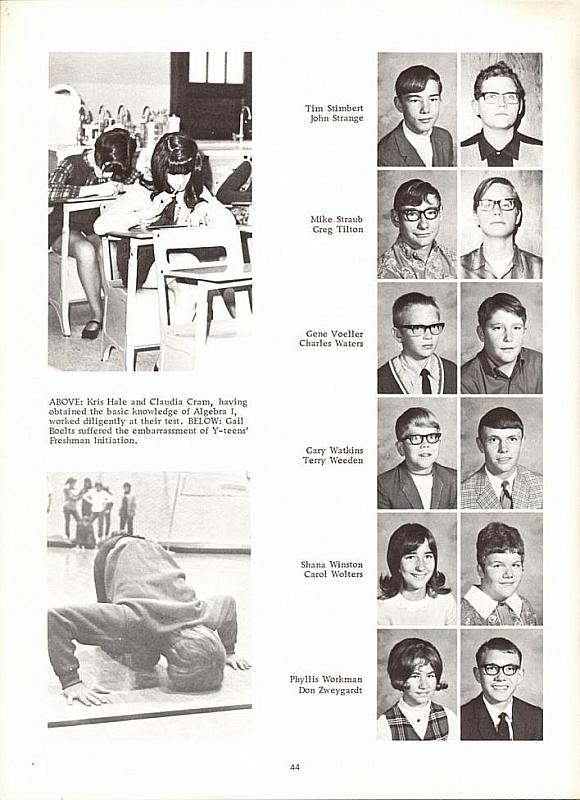 Tim Stimbert
John Strange
Mike Straub
Greg Tilton
Gene Voeller
Charles Waters
ABOVE: Kris Hale and Claudia Cram, having
obtained the basic knowledge of Algebra I,
worked diligently at their test. BELOW: Gail
Boelts suffered the embarrassment of Y-teens'
Freshman Initiation.
Gary Watkins
Terry Weeden
Shana Winston
Carol Wolters
Phyllis Workman
Don Zweygardt
44